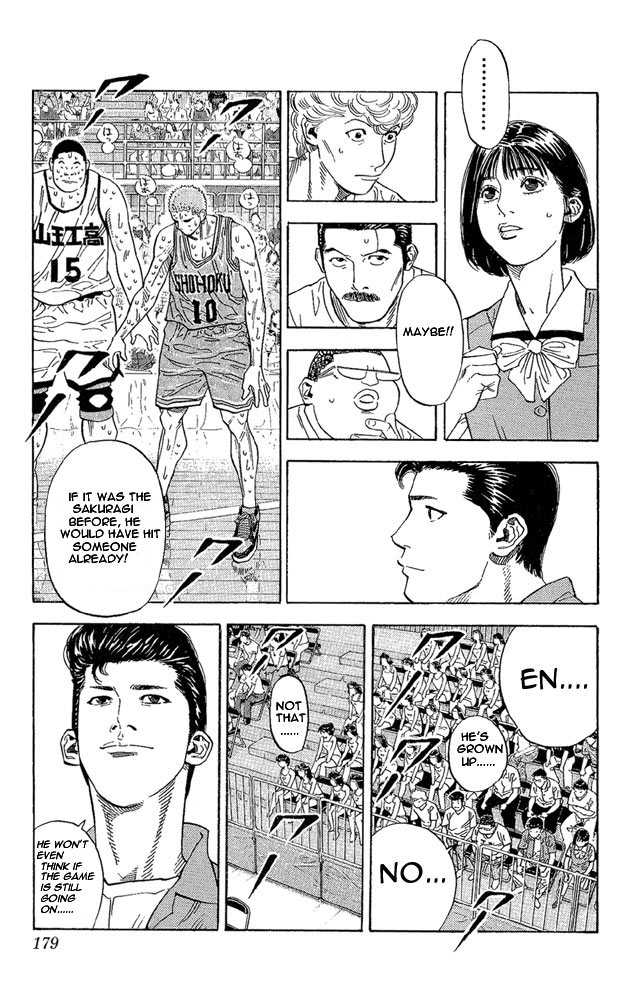 ........
MAYBE!!
山王工高
15
SHOHOKU
10
IF IT WAS THE
SAKURAGI
BEFORE, HE
WOULD HAVE HIT
SOMEONE
ALREADY!
EN....
HE'S
GROWN
UP......
NO...
NOT
THAT
......
HE WON'T
EVEN
THINK IF
THE GAME
IS STILL
GOING
ON......
179